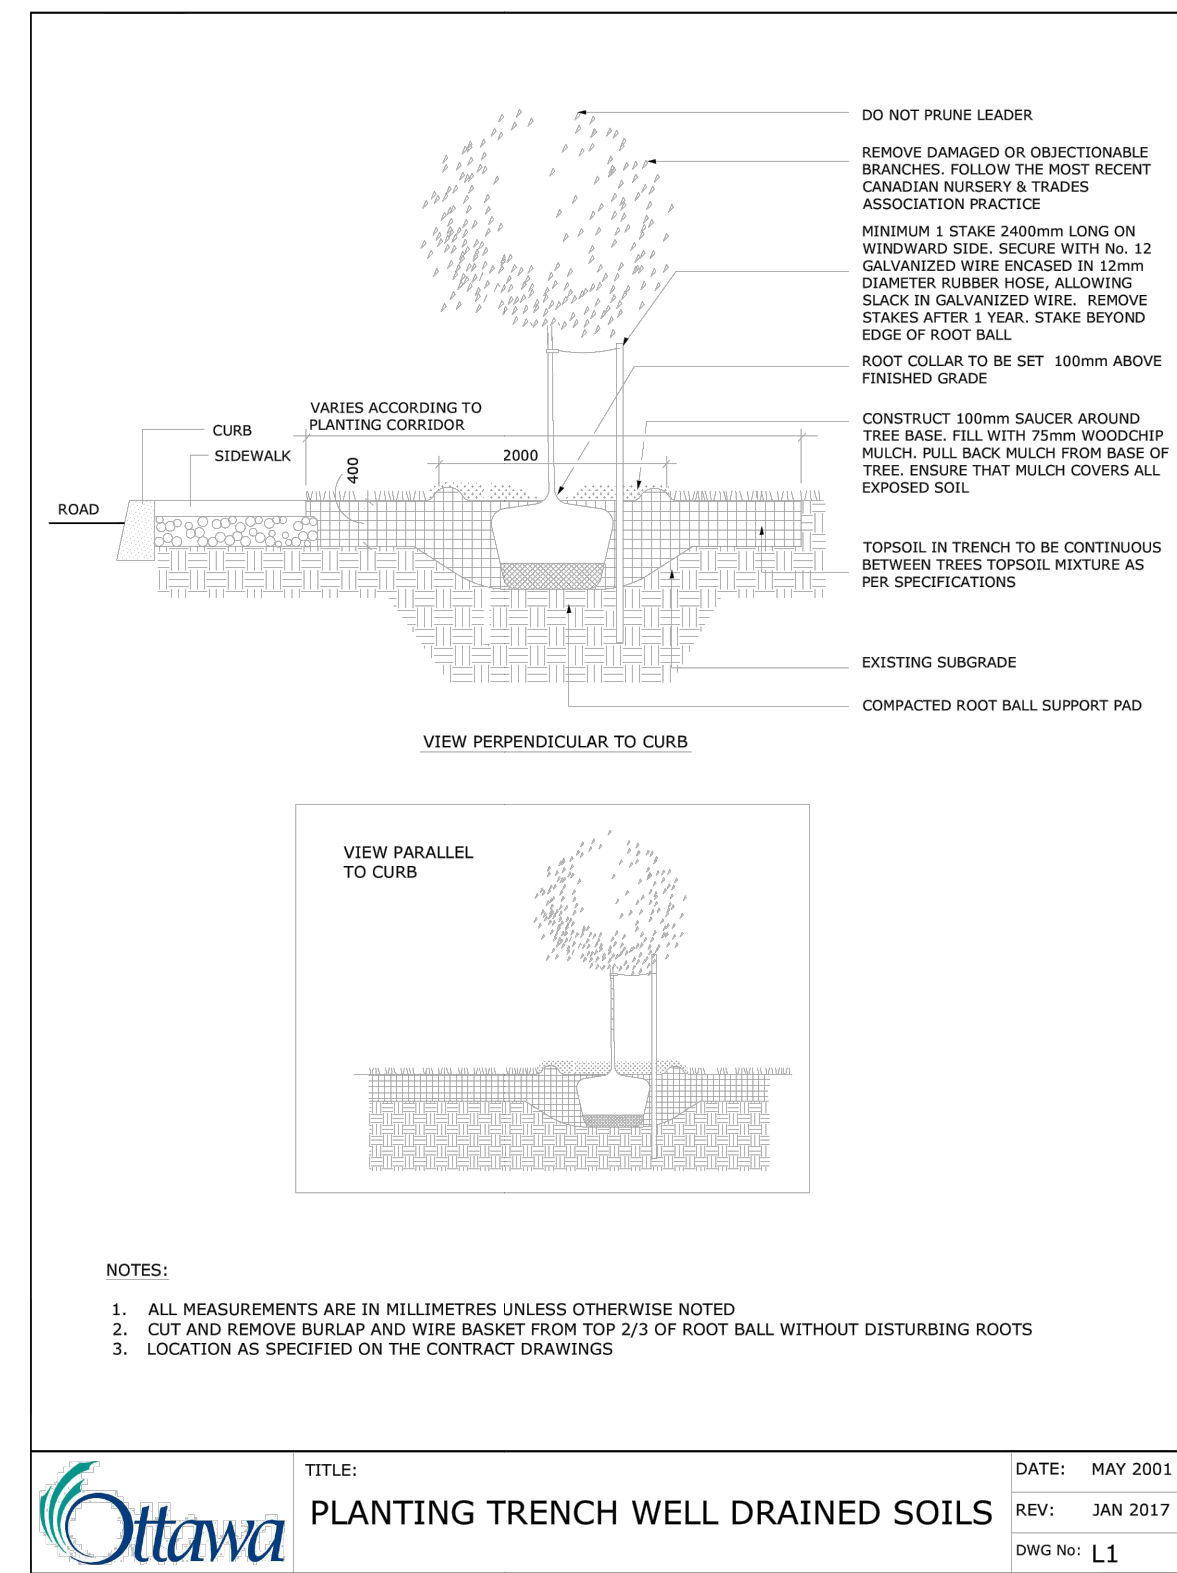 DO NOT PRUNE LEADER
REMOVE DAMAGED OR OBJECTIONABLE
BRANCHES. FOLLOW THE MOST RECENT
CANADIAN NURSERY & TRADES
ASSOCIATION PRACTICE
MINIMUM 1 STAKE 2400mm LONG ON
WINDWARD SIDE. SECURE WITH No. 12
GALVANIZED WIRE ENCASED IN 12mm
DIAMETER RUBBER HOSE, ALLOWING
SLACK IN GALVANIZED WIRE. REMOVE
STAKES AFTER 1 YEAR. STAKE BEYOND
EDGE OF ROOT BALL
ROOT COLLAR TO BE SET 100mm ABOVE
FINISHED GRADE
CONSTRUCT 100mm SAUCER AROUND
TREE BASE. FILL WITH 75mm WOODCHIP
MULCH. PULL BACK MULCH FROM BASE OF
TREE. ENSURE THAT MULCH COVERS ALL
EXPOSED SOIL
TOPSOIL IN TRENCH TO BE CONTINUOUS
BETWEEN TREES TOPSOIL MIXTURE AS
PER SPECIFICATIONS
EXISTING SUBGRADE
COMPACTED ROOT BALL SUPPORT PAD
VARIES ACCORDING TO
PLANTING CORRIDOR
CURB
SIDEWALK
2000
400
ROAD
VIEW PERPENDICULAR TO CURB
VIEW PARALLEL
TO CURB
NOTES:
1. ALL MEASUREMENTS ARE IN MILLIMETRES UNLESS OTHERWISE NOTED
2. CUT AND REMOVE BURLAP AND WIRE BASKET FROM TOP 2/3 OF ROOT BALL WITHOUT DISTURBING ROOTS
3. LOCATION AS SPECIFIED ON THE CONTRACT DRAWINGS
Ottawa
TITLE:
PLANTING TRENCH WELL DRAINED SOILS
DATE: MAY 2001
REV: JAN 2017
DWG No: L1